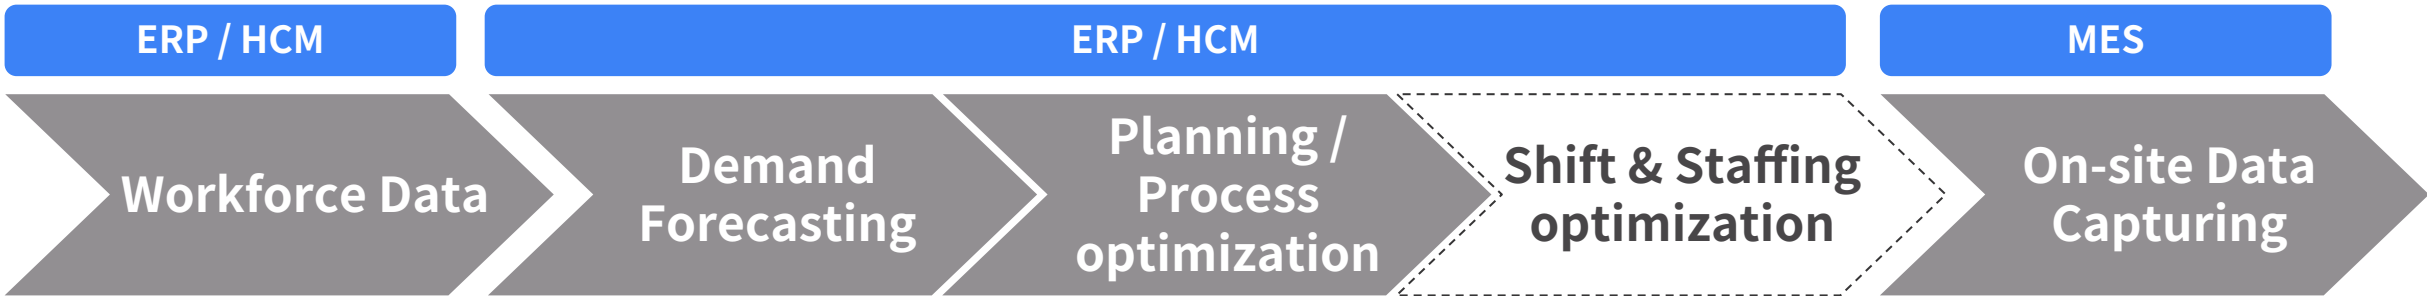 ERP / HCM
ERP / HCM
MES
Workforce Data
Demand
Forecasting
Planning /
Process
optimization
Shift & Staffing
optimization
On-site Data
Capturing